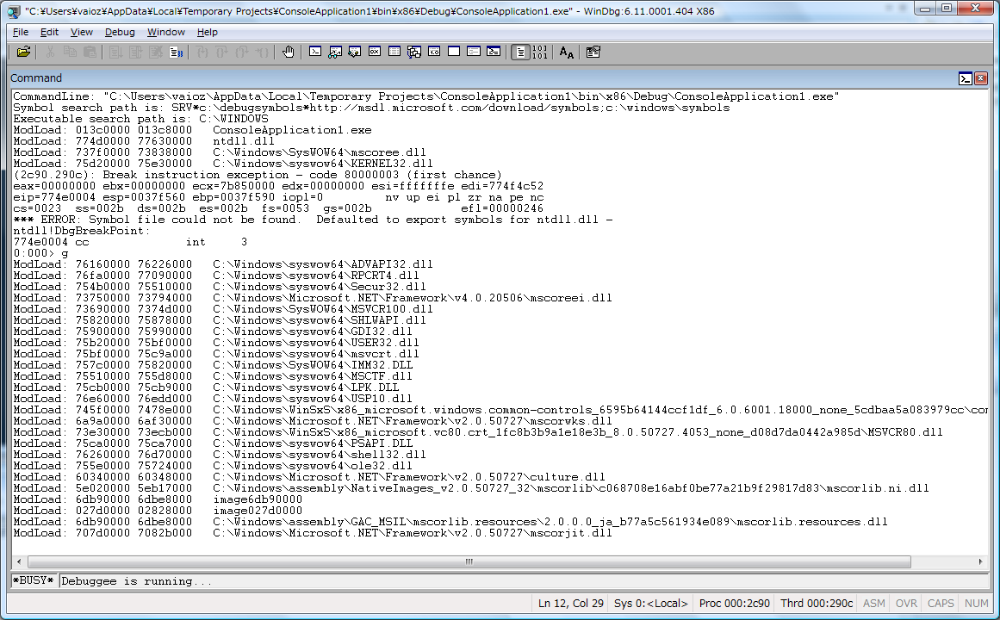 "C:¥Users¥vaioz¥AppData¥Local¥Temporary Projects¥ConsoleApplication1¥bin¥x86¥Debug¥ConsoleApplication1.exe" - WinDbg:6.11.0001.404 X86
File Edit View Debug Window Help
Command
CommandLine: "C:\Users\vaioz\AppData\Local\Temporary Projects\ConsoleApplication1\bin\x86\Debug\ConsoleApplication1.exe"
Symbol search path is: SRV*c:\debugsymbols*http://msdl.microsoft.com/download/symbols;c:\windows\symbols
Executable search path is: C:\WINDOWS
ModLoad: 013c0000 013c8000   ConsoleApplication1.exe
ModLoad: 774d0000 77630000   ntdll.dll
ModLoad: 737f0000 73838000   C:\Windows\SysWOW64\mscoree.dll
ModLoad: 75d20000 75e30000   C:\Windows\syswow64\KERNEL32.dll
(2c90.290c): Break instruction exception - code 80000003 (first chance)
eax=00000000 ebx=00000000 ecx=7b850000 edx=00000000 esi=fffffffe edi=774f4c52
eip=774e0004 esp=0037f560 ebp=0037f590 iopl=0         nv up ei pl zr na pe nc
cs=0023  ss=002b  ds=002b  es=002b  fs=0053  gs=002b             efl=00000246
*** ERROR: Symbol file could not be found.  Defaulted to export symbols for ntdll.dll -
ntdll!DbgBreakPoint:
774e0004 cc              int     3
0:000> g
ModLoad: 76160000 76226000   C:\Windows\syswow64\ADVAPI32.dll
ModLoad: 76fa0000 77090000   C:\Windows\syswow64\RPCRT4.dll
ModLoad: 754b0000 75510000   C:\Windows\syswow64\Secur32.dll
ModLoad: 73750000 73794000   C:\Windows\Microsoft.NET\Framework\v4.0.20506\mscoreei.dll
ModLoad: 73690000 7374d000   C:\Windows\SysWOW64\MSVCR100.dll
ModLoad: 75820000 75878000   C:\Windows\syswow64\SHLWAPI.dll
ModLoad: 75900000 75990000   C:\Windows\syswow64\GDI32.dll
ModLoad: 75b20000 75bf0000   C:\Windows\syswow64\USER32.dll
ModLoad: 75bf0000 75c9a000   C:\Windows\syswow64\msvcrt.dll
ModLoad: 757c0000 75820000   C:\Windows\SysWOW64\IMM32.DLL
ModLoad: 75510000 755d8000   C:\Windows\syswow64\MSCTF.dll
ModLoad: 75cb0000 75cb9000   C:\Windows\syswow64\LPK.DLL
ModLoad: 76e60000 76edd000   C:\Windows\syswow64\USP10.dll
ModLoad: 745f0000 7478e000   C:\Windows\WinSxS\x86_microsoft.windows.common-controls_6595b64144ccf1df_6.0.6001.18000_none_5cdbaa5a083979cc\com
ModLoad: 6a9a0000 6af30000   C:\Windows\Microsoft.NET\Framework\v2.0.50727\mscorwks.dll
ModLoad: 73e30000 73ecb000   C:\Windows\WinSxS\x86_microsoft.vc80.crt_1fc8b3b9a1e18e3b_8.0.50727.4053_none_d08d7da0442a985d\MSVCR80.dll
ModLoad: 75ca0000 75ca7000   C:\Windows\syswow64\PSAPI.DLL
ModLoad: 76260000 76d70000   C:\Windows\syswow64\shell32.dll
ModLoad: 755e0000 75724000   C:\Windows\syswow64\ole32.dll
ModLoad: 60340000 60348000   C:\Windows\Microsoft.NET\Framework\v2.0.50727\culture.dll
ModLoad: 5e020000 5eb17000   C:\Windows\assembly\NativeImages_v2.0.50727_32\mscorlib\c068708e16abf0be77a21b9f29817d83\mscorlib.ni.dll
ModLoad: 6db90000 6dbe8000   image6db90000
ModLoad: 027d0000 02828000   image027d0000
ModLoad: 6db90000 6dbe8000   C:\Windows\assembly\GAC_MSIL\mscorlib.resources\2.0.0.0_ja_b77a5c561934e089\mscorlib.resources.dll
ModLoad: 707d0000 7082b000   C:\Windows\Microsoft.NET\Framework\v2.0.50727\mscorjit.dll
*BUSY* Debuggee is running...
Ln 12, Col 29 Sys 0:<Local> Proc 000:2c90 Thrd 000:290c ASM OVR CAPS NUM